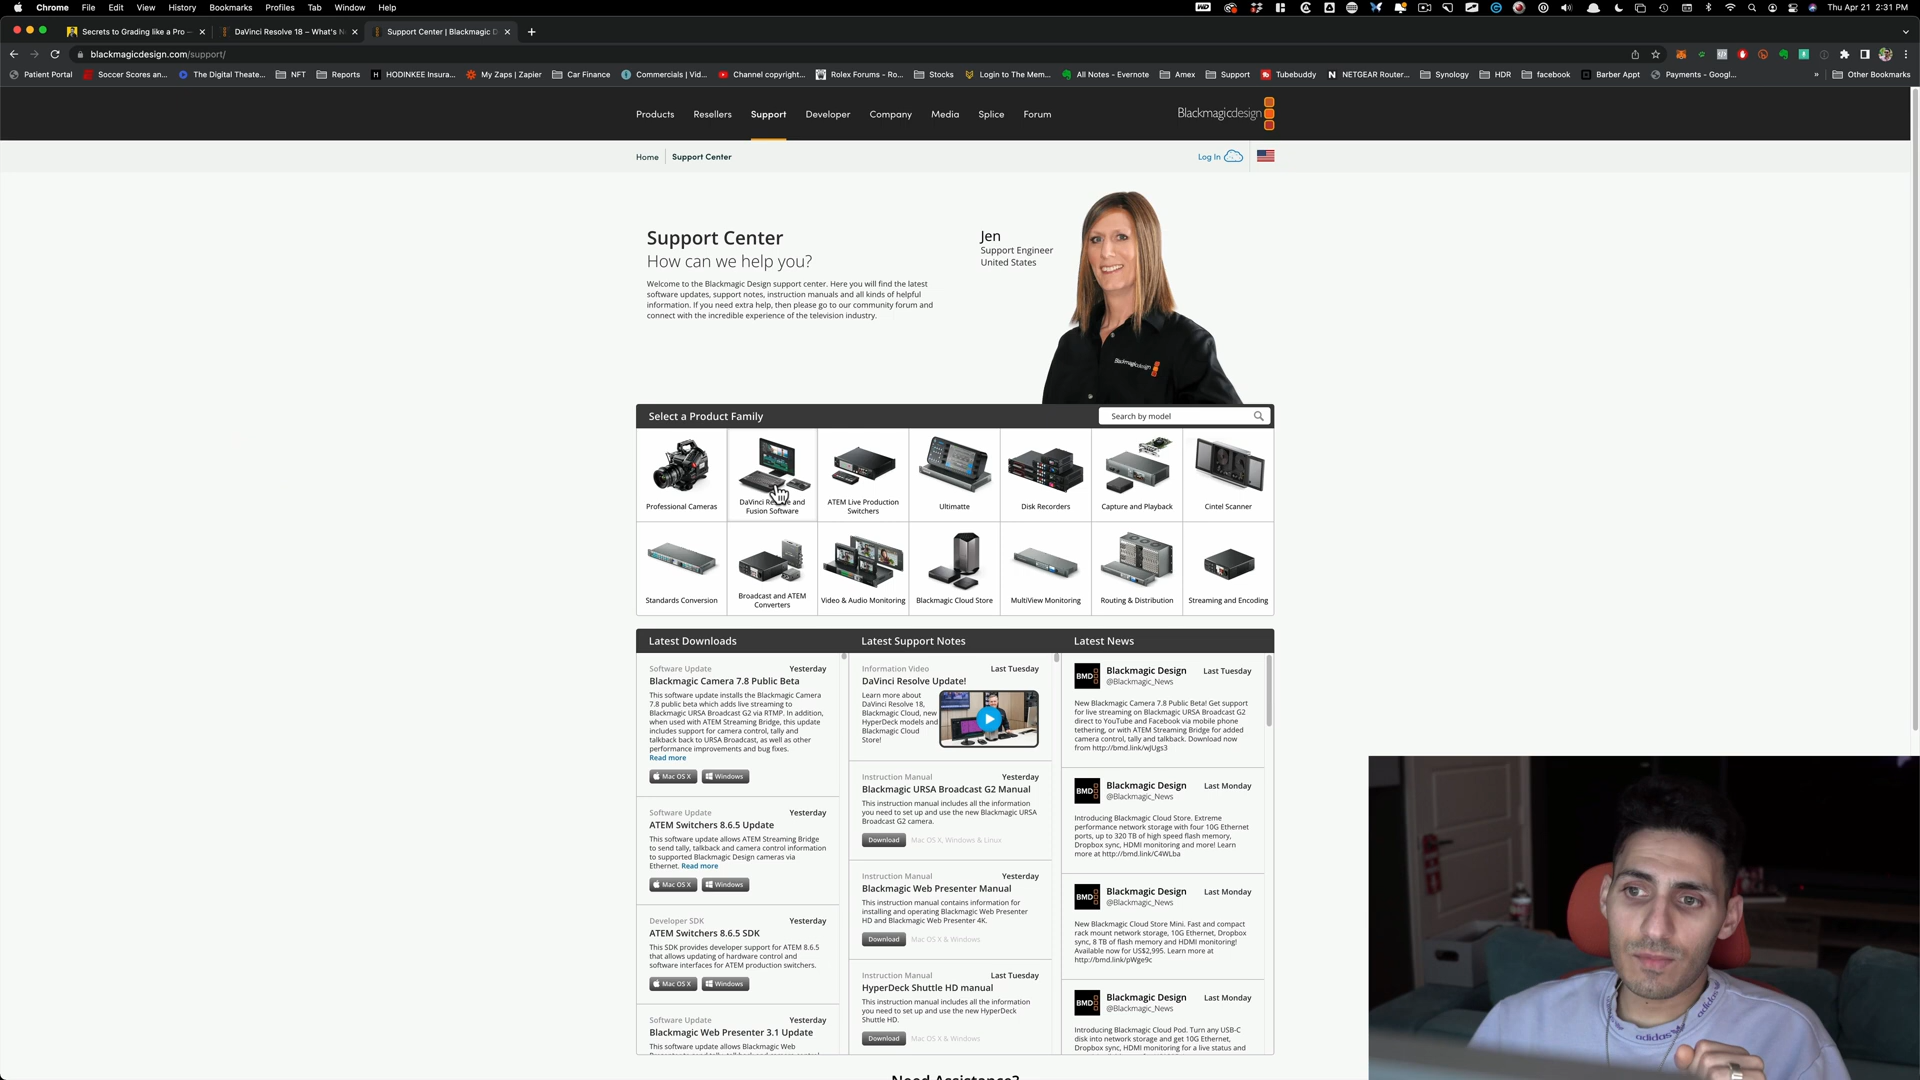 Chrome File Edit View History Bookmarks Profiles Tab Window Help Thu Apr 21 2:31 PM
Secrets to Grading like a Pro DaVinci Resolve 18 – What's N Support Center | Blackmagic D
blackmagicdesign.com/support/
Patient Portal Soccer Scores an... The Digital Theate... NFT Reports HODINKEE Insura... My Zaps | Zapier Car Finance Commercials | Vid... Channel copyright... Rolex Forums - Ro... Stocks Login to The Mem... All Notes - Evernote Amex Support Tubebuddy NETGEAR Router... Synology HDR facebook Barber Appt Payments - Googl... » Other Bookmarks
Products Resellers Support Developer Company Media Splice Forum Blackmagicdesign
Home Support Center Log In
Support Center
How can we help you?
Welcome to the Blackmagic Design support center. Here you will find the latest
software updates, support notes, instruction manuals and all kinds of helpful
information. If you need extra help, then please go to our community forum and
connect with the incredible experience of the television industry.
Jen
Support Engineer
United States
Blackmagicdesign
Select a Product Family Search by model
Professional Cameras
DaVinci Re e and
Fusion Software
ATEM Live Production
Switchers
Ultimatte
Disk Recorders
Capture and Playback
Cintel Scanner
Standards Conversion
Broadcast and ATEM
Converters
Video & Audio Monitoring
Blackmagic Cloud Store
MultiView Monitoring
Routing & Distribution
Streaming and Encoding
Latest Downloads
Software Update Yesterday
Blackmagic Camera 7.8 Public Beta
This software update installs the Blackmagic Camera
7.8 public beta which adds live streaming to
Blackmagic URSA Broadcast G2 via RTMP. In addition,
when used with ATEM Streaming Bridge, this update
includes support for camera control, tally and
talkback back to URSA Broadcast, as well as other
performance improvements and bug fixes.
Read more
Mac OS X Windows
Software Update Yesterday
ATEM Switchers 8.6.5 Update
This software update allows ATEM Streaming Bridge
to send tally, talkback and camera control information
to supported Blackmagic Design cameras via
Ethernet. Read more
Mac OS X Windows
Developer SDK Yesterday
ATEM Switchers 8.6.5 SDK
This SDK provides developer support for ATEM 8.6.5
that allows updating of hardware control and
software interfaces for ATEM production switchers.
Mac OS X Windows
Software Update Yesterday
Blackmagic Web Presenter 3.1 Update
This software update allows Blackmagic Web
Latest Support Notes
Information Video Last Tuesday
DaVinci Resolve Update!
Learn more about
DaVinci Resolve 18,
Blackmagic Cloud, new
HyperDeck models and
Blackmagic Cloud
Store!
Instruction Manual Yesterday
Blackmagic URSA Broadcast G2 Manual
This instruction manual includes all the information
you need to set up and use the new Blackmagic URSA
Broadcast G2 camera.
Download Mac OS X, Windows & Linux
Instruction Manual Yesterday
Blackmagic Web Presenter Manual
This instruction manual contains information for
installing and operating Blackmagic Web Presenter
HD and Blackmagic Web Presenter 4K.
Download Mac OS X & Windows
Instruction Manual Last Tuesday
HyperDeck Shuttle HD manual
This instruction manual includes all the information
you need to set up and use the new HyperDeck
Shuttle HD.
Download Mac OS X & Windows
Latest News
BMD Blackmagic Design Last Tuesday
@Blackmagic_News
New Blackmagic Camera 7.8 Public Beta! Get support
for live streaming on Blackmagic URSA Broadcast G2
direct to YouTube and Facebook via mobile phone
tethering, or with ATEM Streaming Bridge for added
camera control, tally and talkback. Download now
from http://bmd.link/wJUgs3
BMD Blackmagic Design Last Monday
@Blackmagic_News
Introducing Blackmagic Cloud Store. Extreme
performance network storage with four 10G Ethernet
ports, up to 320 TB of high speed flash memory,
Dropbox sync, HDMI monitoring and more! Learn
more at http://bmd.link/C4WLba
BMD Blackmagic Design Last Monday
@Blackmagic_News
New Blackmagic Cloud Store Mini. Fast and compact
rack mount network storage, 10G Ethernet, Dropbox
sync, 8 TB of flash memory and HDMI monitoring!
Available now for US$2,995. Learn more at
http://bmd.link/pWge9c
BMD Blackmagic Design Last Monday
@Blackmagic_News
Introducing Blackmagic Cloud Pod. Turn any USB-C
disk into network storage and get 10G Ethernet,
Dropbox sync, HDMI monitoring for a live status and
Need Assistance?
adidas